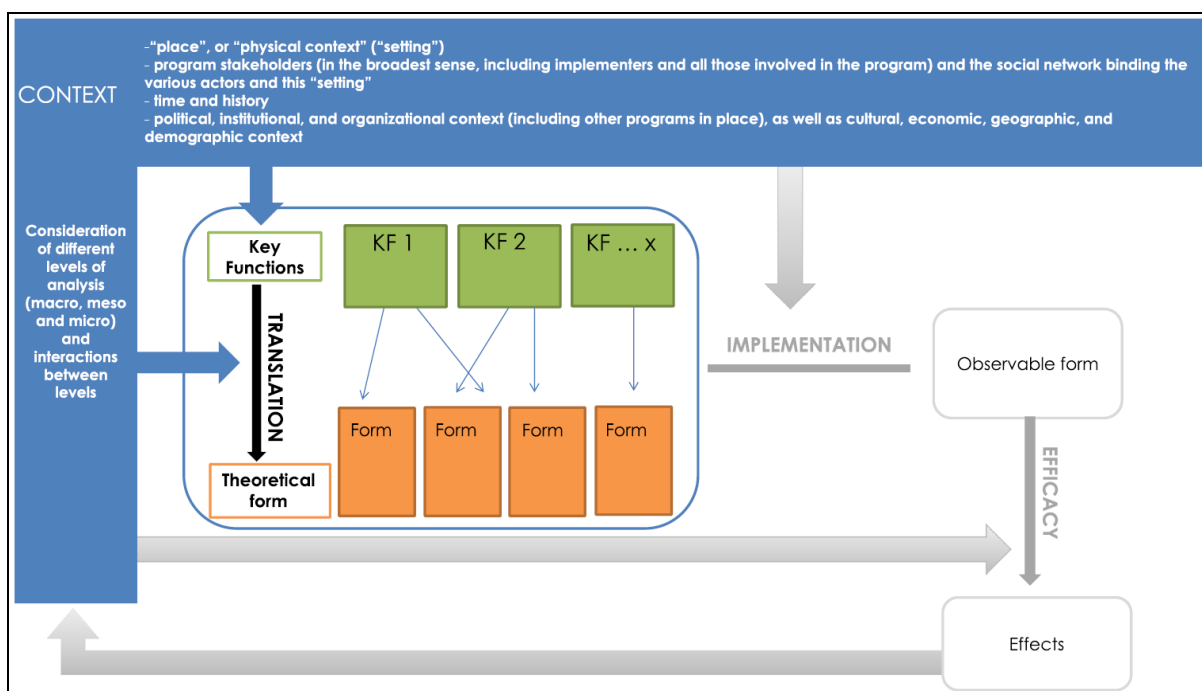 CONTEXT
-“place”, or “physical context” (“setting”)
- program stakeholders (in the broadest sense, including implementers and all those involved in the program) and the social network binding the
various actors and this “setting”
- time and history
- political, institutional, and organizational context (including other programs in place), as well as cultural, economic, geographic, and
demographic context
Consideration
of different
levels of
analysis
(macro, meso
and micro)
and
interactions
between
levels
Key
Functions
KF 1
KF 2
KF ... x
TRANSLATION
Theoretical
form
Form
Form
Form
Form
IMPLEMENTATION
Observable form
EFFICACY
Effects